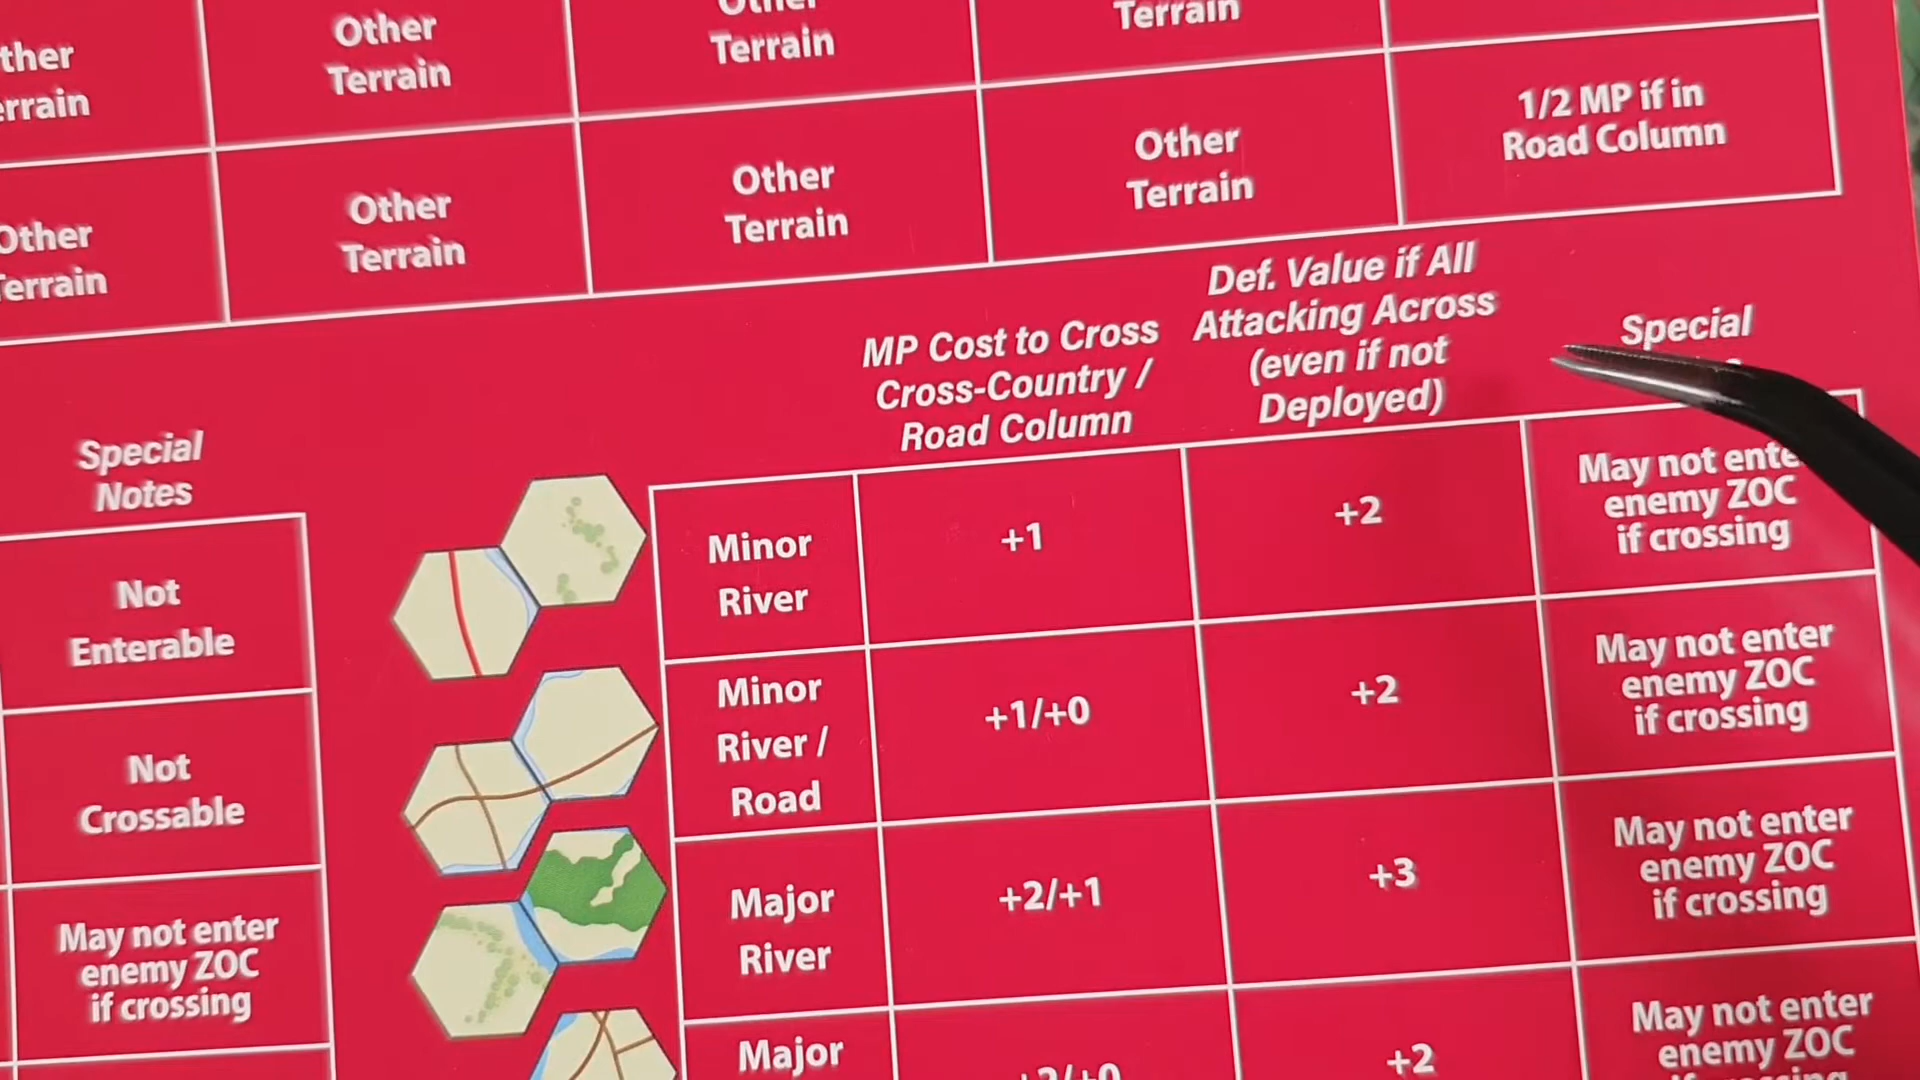 Other
Terrain
Other
Terrain
Terrain
1/2 MP if in
Road Column
Other
Terrain
Other
Terrain
Other
Terrain
Other
Terrain
Special
Notes
Not
Enterable
Not
Crossable
May not enter
enemy ZOC
if crossing
MP Cost to Cross
Cross-Country /
Road Column
Def. Value if All
Attacking Across
(even if not
Deployed)
Special
Minor
River
+1
+2
May not ente
enemy ZOC
if crossing
Minor
River /
Road
+1/+0
+2
May not enter
enemy ZOC
if crossing
Major
River
+2/+1
+3
May not enter
enemy ZOC
if crossing
Major
+2
May not enter
enemy ZOC